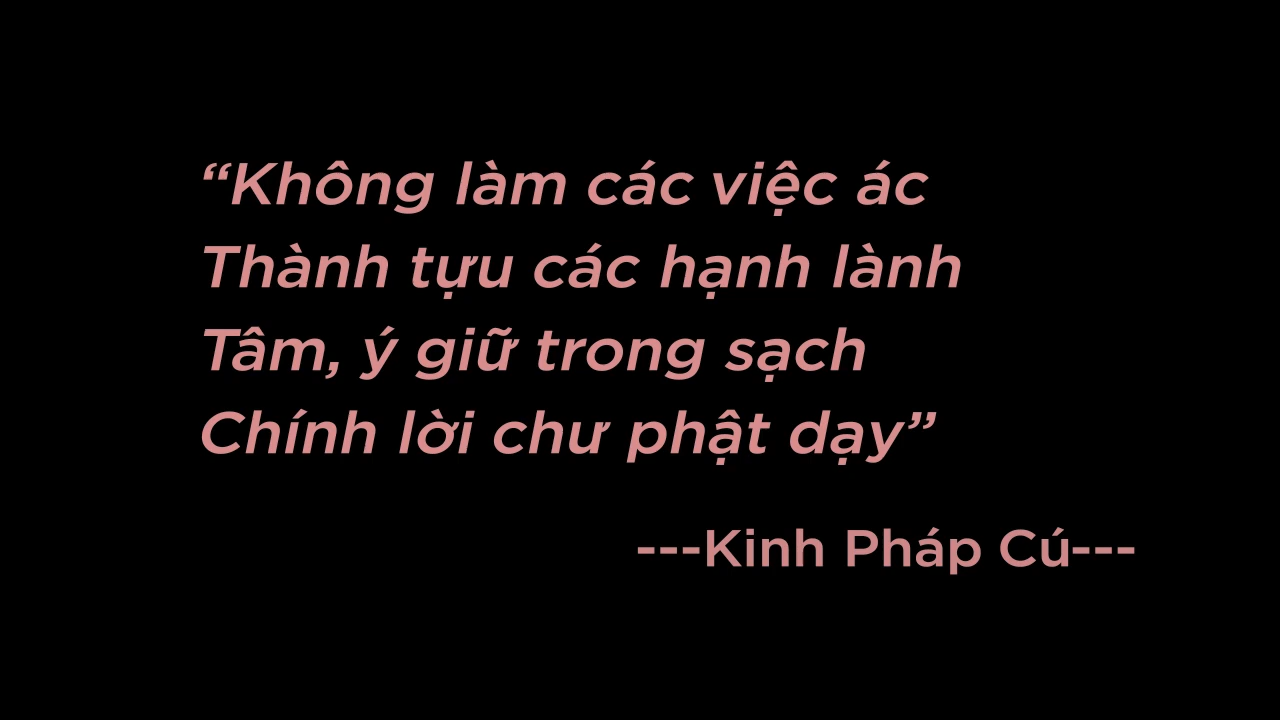 “Không làm các việc ác
Thành tựu các hạnh lành
Tâm, ý giữ trong sạch
Chính lời chư phật dạy”
---Kinh Pháp Cú---